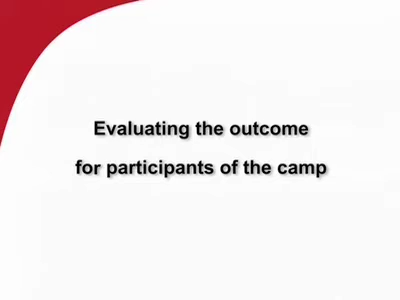 Evaluating the outcome
for participants of the camp